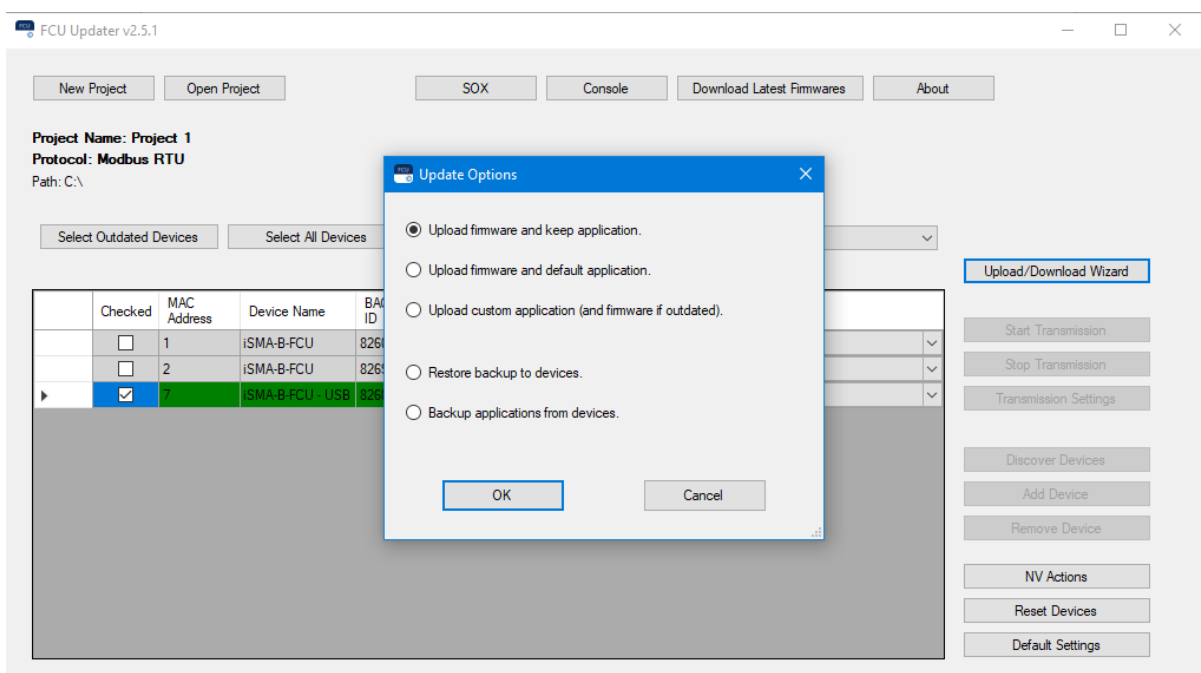 FCU Updater v2.5.1
New Project Open Project SOX Console Download Latest Firmwares About
Project Name: Project 1
Protocol: Modbus RTU
Path: C:\
Select Outdated Devices Select All Devices
Upload/Download Wizard
Checked MAC Address Device Name ID
1 iSMA-B-FCU
2 iSMA-B-FCU
7 iSMA-B-FCU - USB
Start Transmission
Stop Transmission
Transmission Settings
Discover Devices
Add Device
Remove Device
NV Actions
Reset Devices
Default Settings
FCU Update Options
Upload firmware and keep application.
Upload firmware and default application.
Upload custom application (and firmware if outdated).
Restore backup to devices.
Backup applications from devices.
OK Cancel